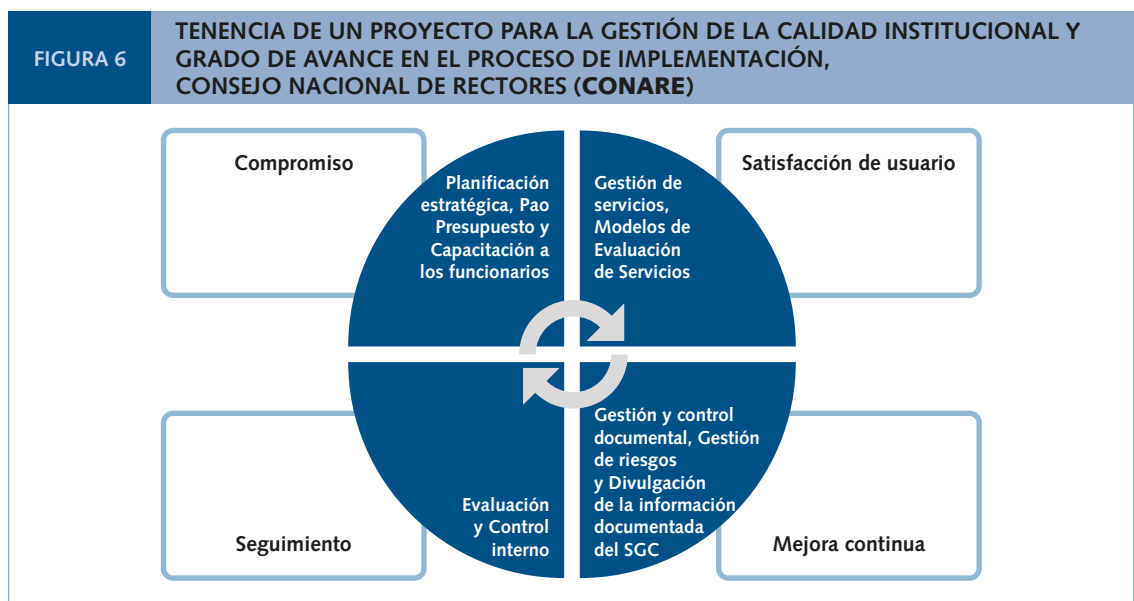 FIGURA 6
TENENCIA DE UN PROYECTO PARA LA GESTIÓN DE LA CALIDAD INSTITUCIONAL Y
GRADO DE AVANCE EN EL PROCESO DE IMPLEMENTACIÓN,
CONSEJO NACIONAL DE RECTORES (CONARE)
Compromiso
Planificación
estratégica, Pao
Presupuesto y
Capacitación a
los funcionarios
Gestión de
servicios,
Modelos de
Evaluación
de Servicios
Satisfacción de usuario
Seguimiento
Evaluación
y Control
interno
Gestión y control
documental, Gestión
de riesgos
y Divulgación
de la información
documentada
del SGC
Mejora continua